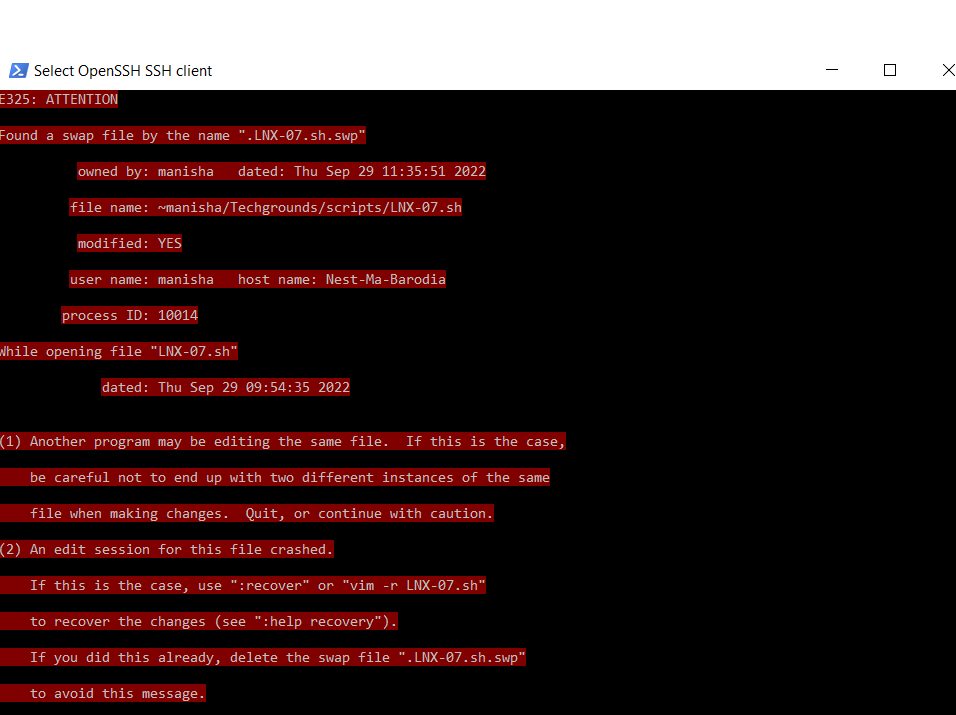 Select OpenSSH SSH client
E325: ATTENTION
Found a swap file by the name ".LNX-07.sh.swp"
owned by: manisha   dated: Thu Sep 29 11:35:51 2022
file name: ~manisha/Techgrounds/scripts/LNX-07.sh
modified: YES
user name: manisha   host name: Nest-Ma-Barodia
process ID: 10014
While opening file "LNX-07.sh"
dated: Thu Sep 29 09:54:35 2022
(1) Another program may be editing the same file.  If this is the case,
be careful not to end up with two different instances of the same
file when making changes.  Quit, or continue with caution.
(2) An edit session for this file crashed.
If this is the case, use ":recover" or "vim -r LNX-07.sh"
to recover the changes (see ":help recovery").
If you did this already, delete the swap file ".LNX-07.sh.swp"
to avoid this message.